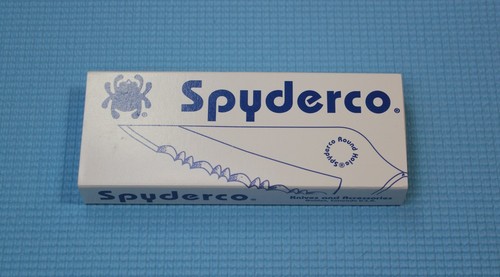 Spyderco®
Spyderco Round Hole®
Spyderco®
Knives and Accessories